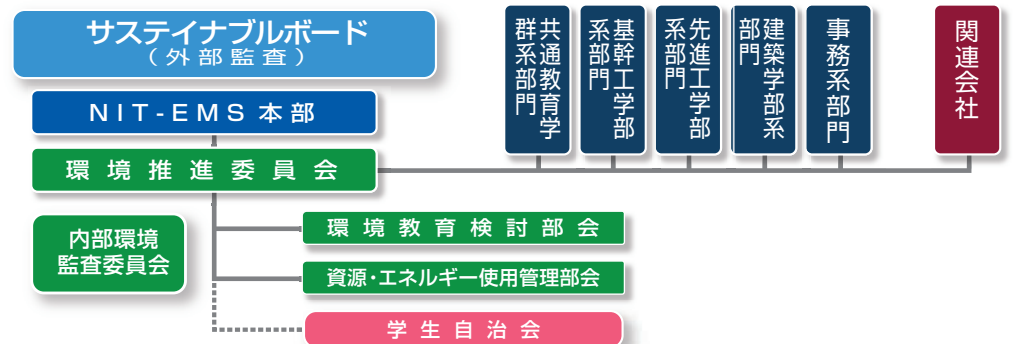 サステイナブルボード
（外部監査）
NIT-EMS 本部
環境推進委員会
共通教育学
群系部門
基幹工学部
系部門
先進工学部
系部門
建築学部系
部門
事務系部門
関連会社
内部環境
監査委員会
環境教育検討部会
資源・エネルギー使用管理部会
学生自治会